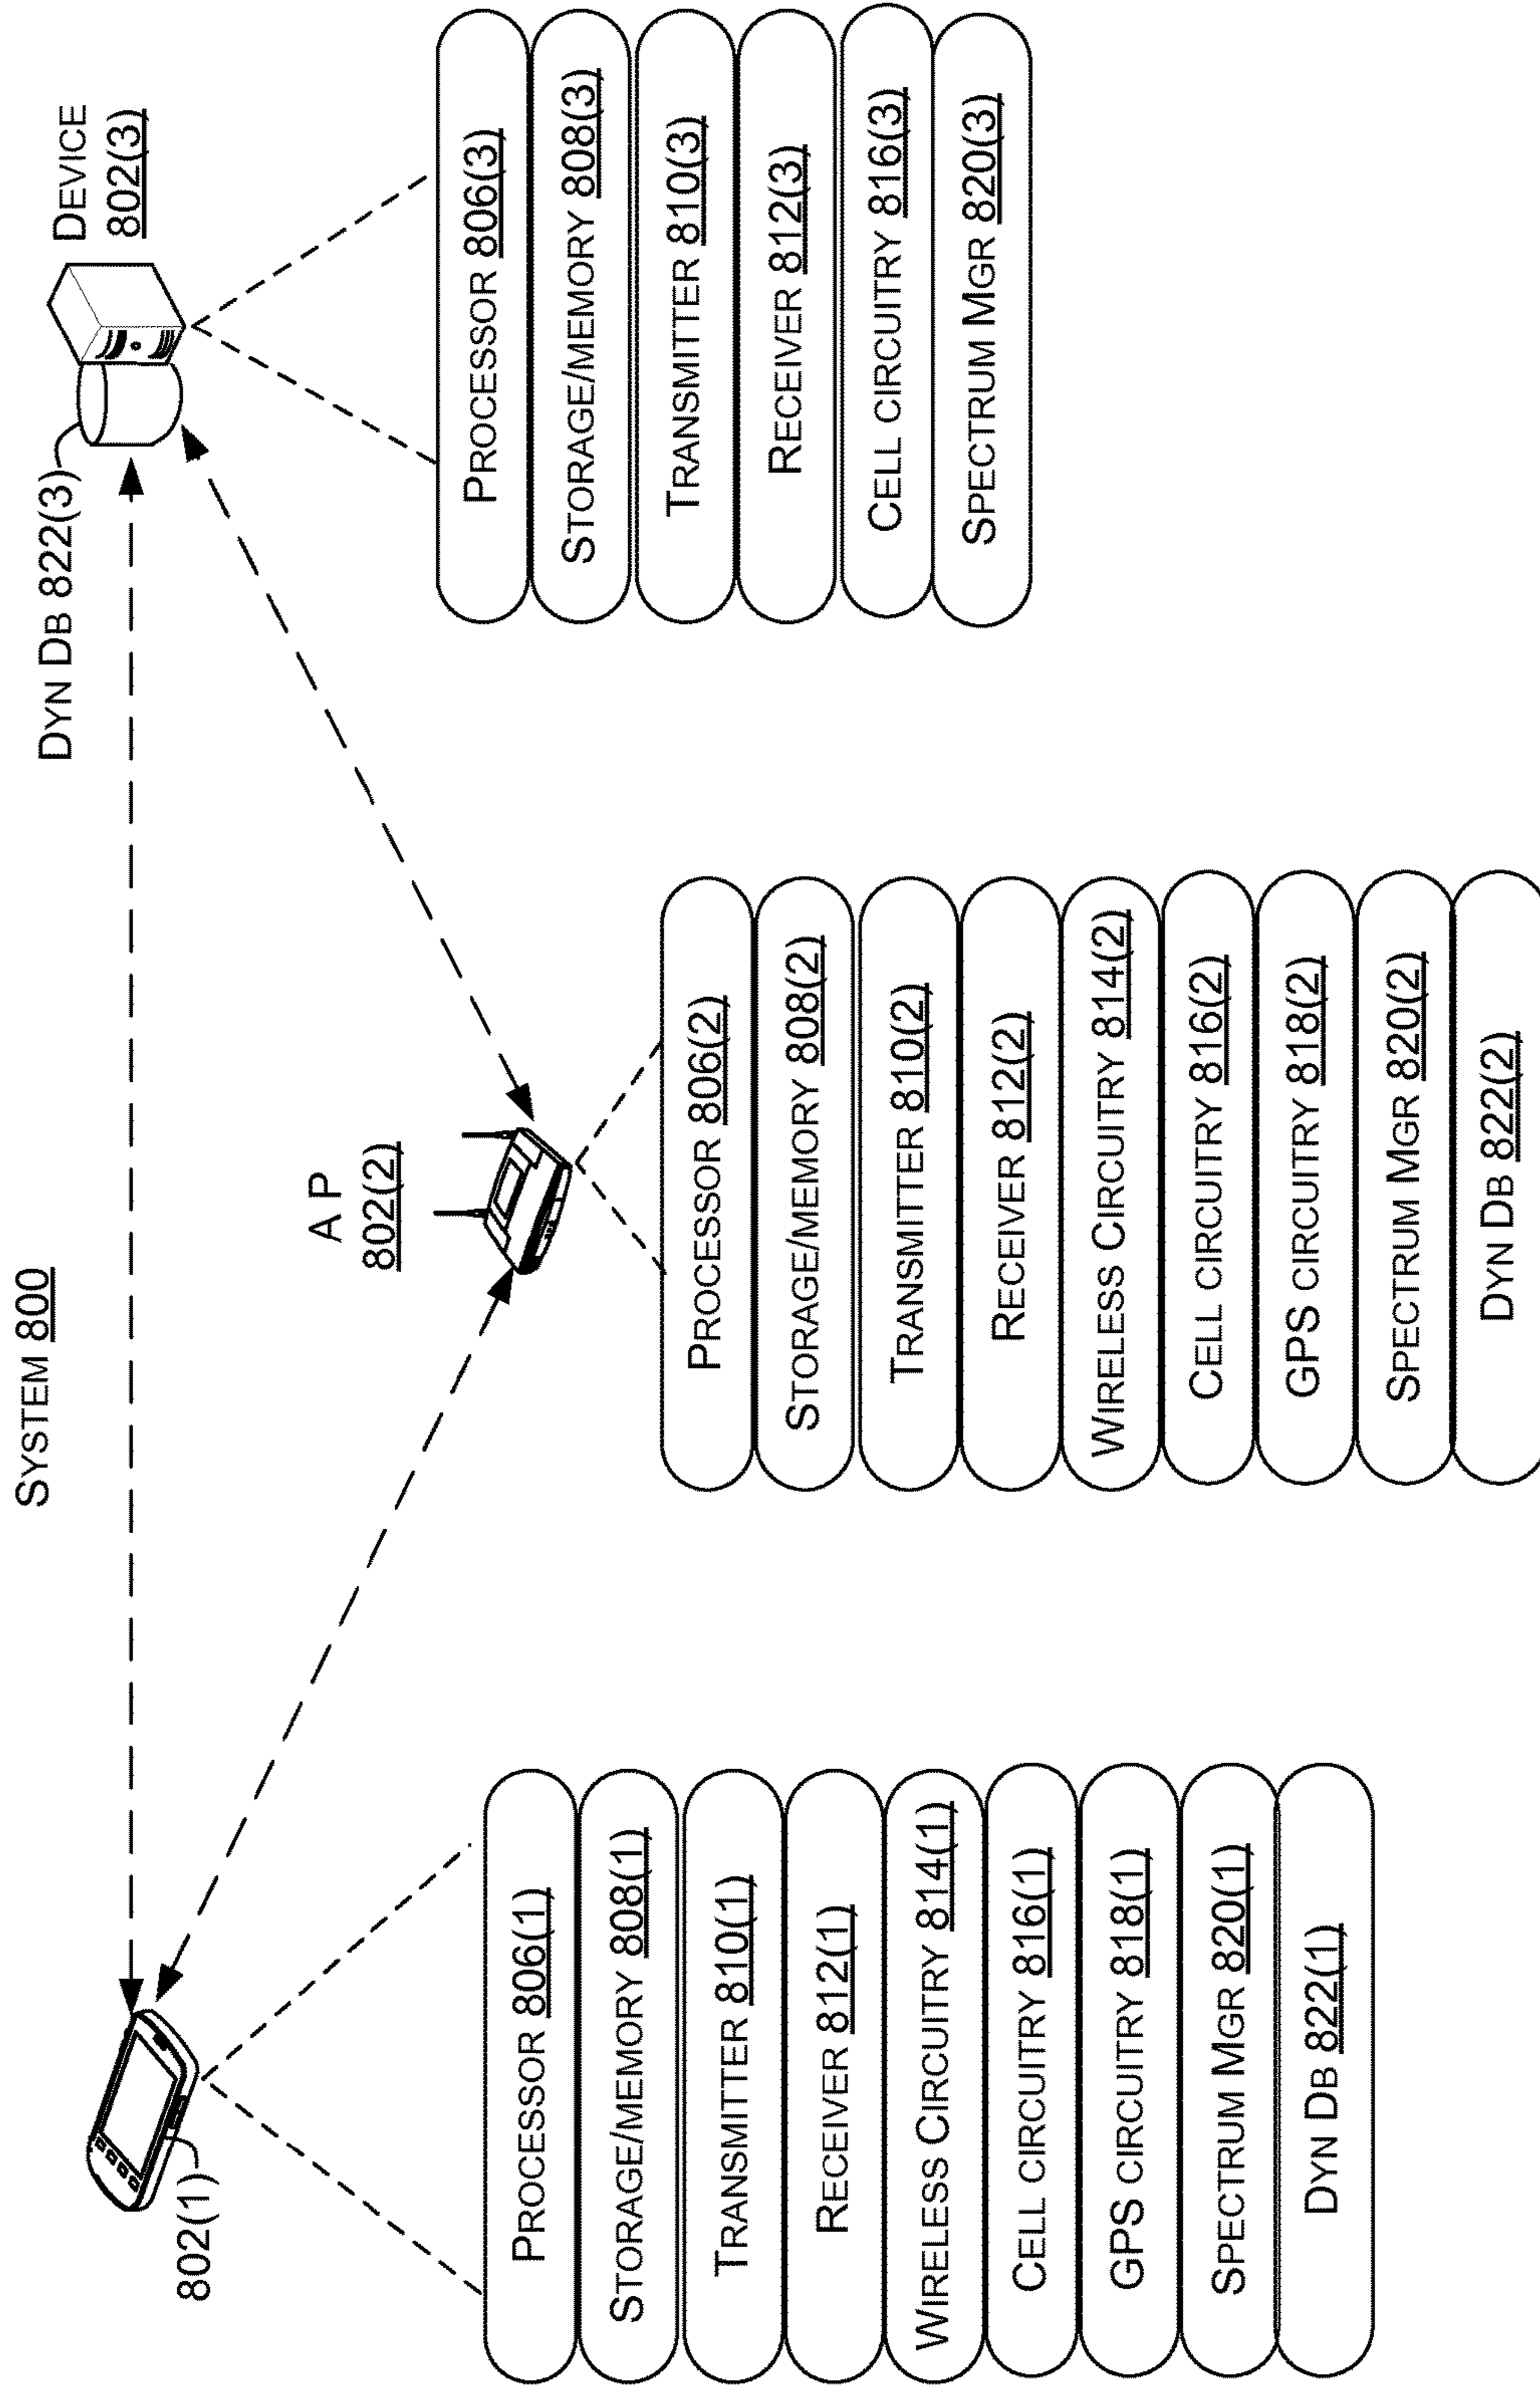 SYSTEM 800
802(1)
DYN DB 822(3)
DEVICE
802(3)
A P
802(2)
PROCESSOR 806(1)
STORAGE/MEMORY 808(1)
TRANSMITTER 810(1)
RECEIVER 812(1)
WIRELESS CIRCUITRY 814(1)
CELL CIRCUITRY 816(1)
GPS CIRCUITRY 818(1)
SPECTRUM MGR 820(1)
DYN DB 822(1)
PROCESSOR 806(2)
STORAGE/MEMORY 808(2)
TRANSMITTER 810(2)
RECEIVER 812(2)
WIRELESS CIRCUITRY 814(2)
CELL CIRCUITRY 816(2)
GPS CIRCUITRY 818(2)
SPECTRUM MGR 820(2)
DYN DB 822(2)
PROCESSOR 806(3)
STORAGE/MEMORY 808(3)
TRANSMITTER 810(3)
RECEIVER 812(3)
CELL CIRCUITRY 816(3)
SPECTRUM MGR 820(3)